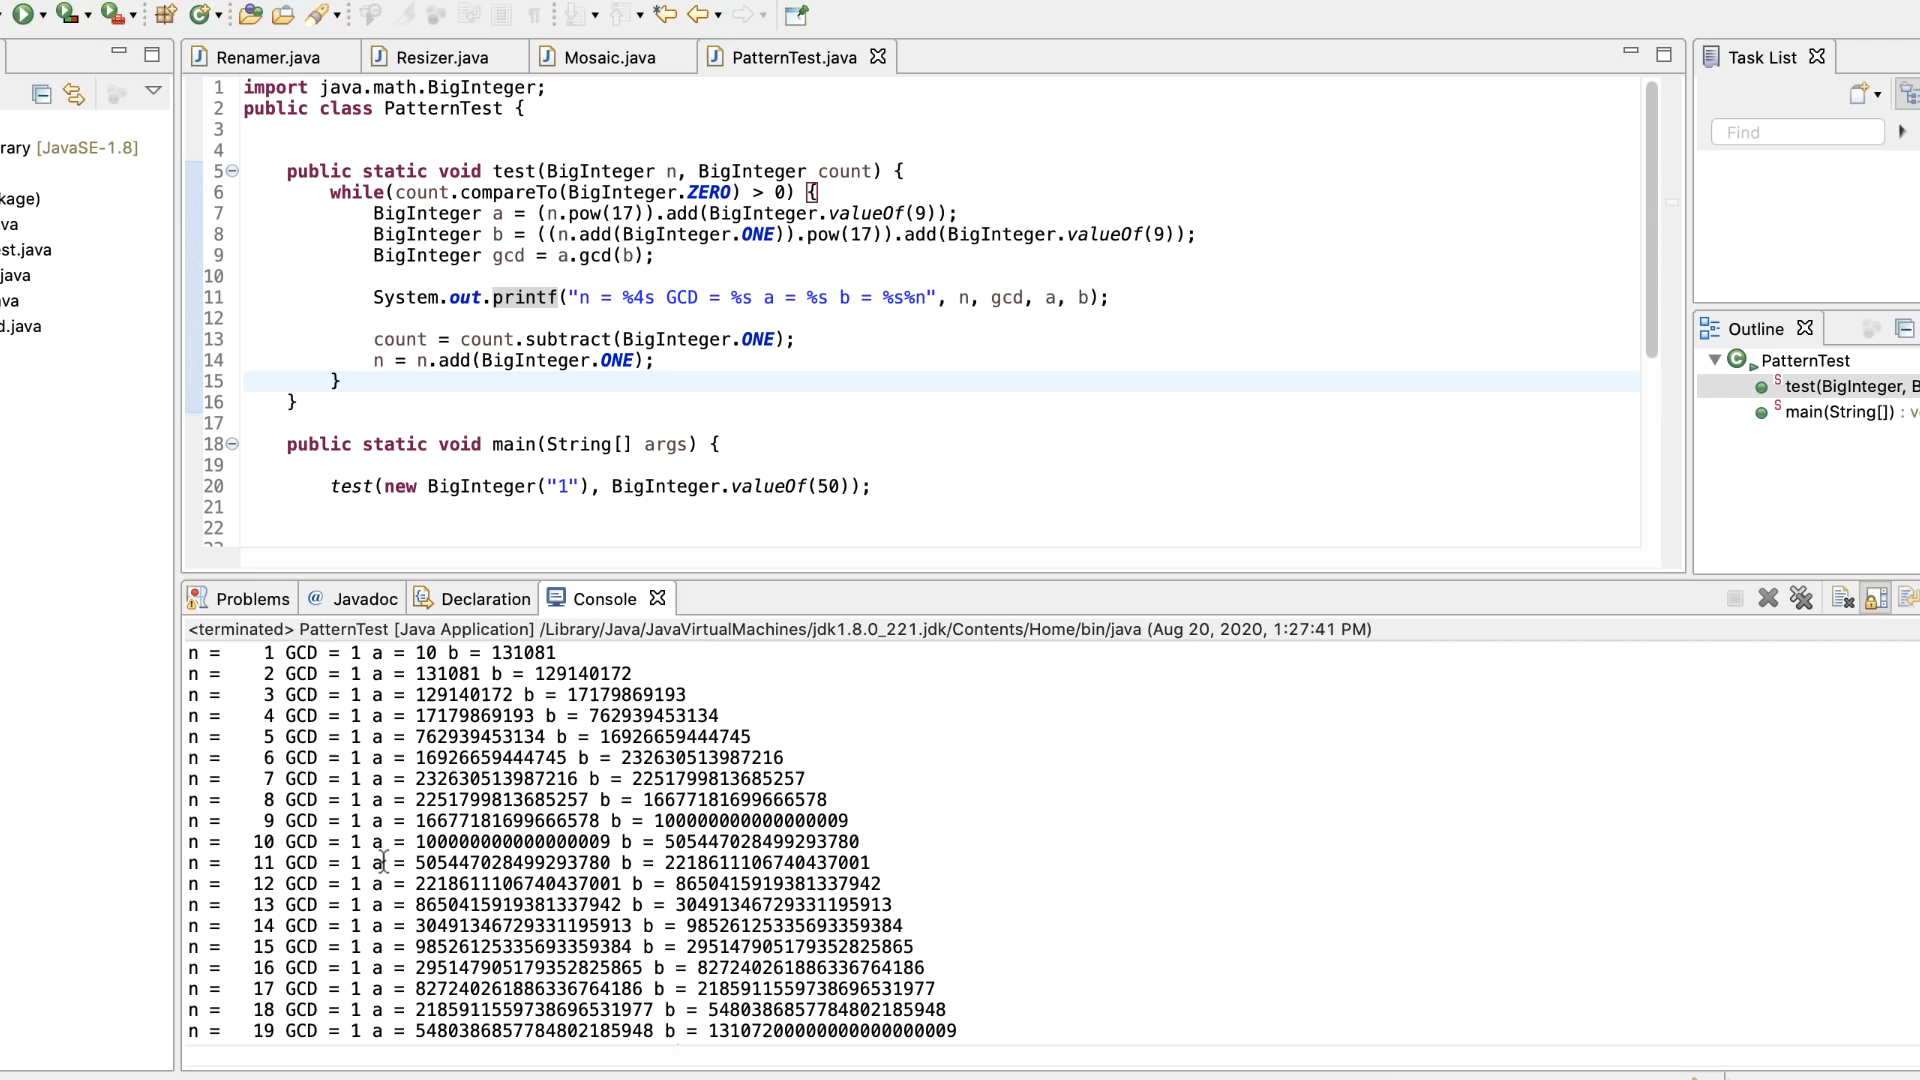 Renamer.java
Resizer.java
Mosaic.java
PatternTest.java
Task List
Find
rary [JavaSE-1.8]
kage)
va
st.java
java
va
d.java
1 import java.math.BigInteger;
2 public class PatternTest {
3
4
5 public static void test(BigInteger n, BigInteger count) {
6 while(count.compareTo(BigInteger.ZERO) > 0) {
7 BigInteger a = (n.pow(17)).add(BigInteger.valueOf(9));
8 BigInteger b = ((n.add(BigInteger.ONE)).pow(17)).add(BigInteger.valueOf(9));
9 BigInteger gcd = a.gcd(b);
10
11 System.out.printf("n = %4s GCD = %s a = %s b = %s%n", n, gcd, a, b);
12
13 count = count.subtract(BigInteger.ONE);
14 n = n.add(BigInteger.ONE);
15 }
16 }
17
18 public static void main(String[] args) {
19
20 test(new BigInteger("1"), BigInteger.valueOf(50));
21
22
Outline
PatternTest
S test(BigInteger, B
S main(String[]) : v
Problems
@ Javadoc
Declaration
Console
<terminated> PatternTest [Java Application] /Library/Java/JavaVirtualMachines/jdk1.8.0_221.jdk/Contents/Home/bin/java (Aug 20, 2020, 1:27:41 PM)
n = 1 GCD = 1 a = 10 b = 131081
n = 2 GCD = 1 a = 131081 b = 129140172
n = 3 GCD = 1 a = 129140172 b = 17179869193
n = 4 GCD = 1 a = 17179869193 b = 762939453134
n = 5 GCD = 1 a = 762939453134 b = 16926659444745
n = 6 GCD = 1 a = 16926659444745 b = 232630513987216
n = 7 GCD = 1 a = 232630513987216 b = 2251799813685257
n = 8 GCD = 1 a = 2251799813685257 b = 16677181699666578
n = 9 GCD = 1 a = 16677181699666578 b = 100000000000000009
n = 10 GCD = 1 a = 100000000000000009 b = 505447028499293780
n = 11 GCD = 1 a = 505447028499293780 b = 2218611106740437001
n = 12 GCD = 1 a = 2218611106740437001 b = 8650415919381337942
n = 13 GCD = 1 a = 8650415919381337942 b = 30491346729331195913
n = 14 GCD = 1 a = 30491346729331195913 b = 98526125335693359384
n = 15 GCD = 1 a = 98526125335693359384 b = 295147905179352825865
n = 16 GCD = 1 a = 295147905179352825865 b = 827240261886336764186
n = 17 GCD = 1 a = 827240261886336764186 b = 2185911559738696531977
n = 18 GCD = 1 a = 2185911559738696531977 b = 5480386857784802185948
n = 19 GCD = 1 a = 5480386857784802185948 b = 13107200000000000000009